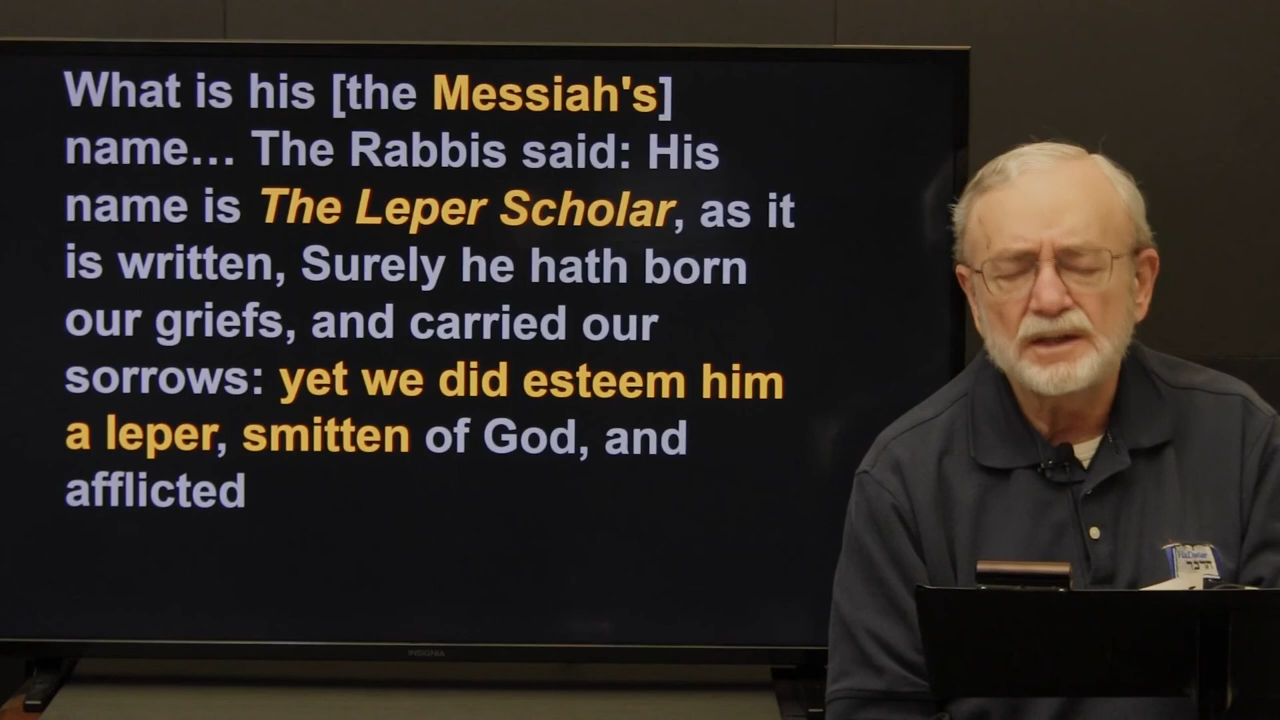 What is his [the Messiah's]
name… The Rabbis said: His
name is The Leper Scholar, as it
is written, Surely he hath born
our griefs, and carried our
sorrows: yet we did esteem him
a leper, smitten of God, and
afflicted
INSIGNIA